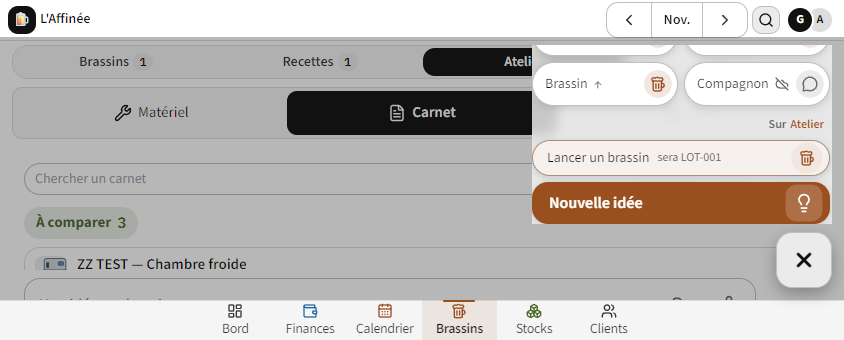 L'Affinée
Nov.
G
A
Brassins 1
Recettes 1
Brassin ↑
Compagnon
Matériel
Carnet
Sur Atelier
Lancer un brassin sera LOT-001
Chercher un carnet
Nouvelle idée
À comparer 3
ZZ TEST — Chambre froide
Bord
Finances
Calendrier
Brassins
Stocks
Clients